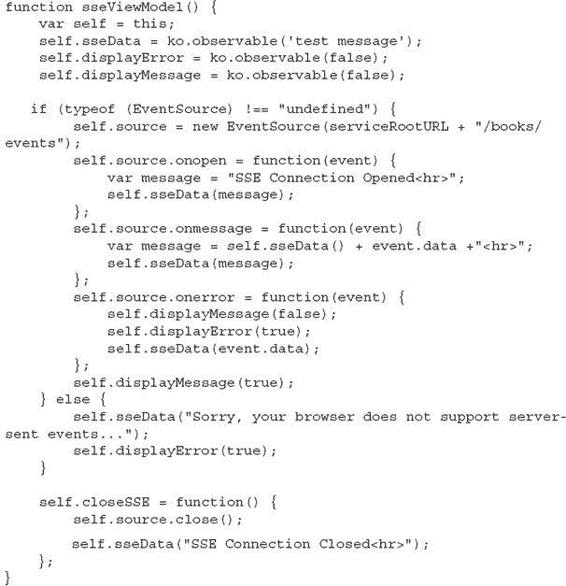 function sseViewModel() {
    var self = this;
    self.sseData = ko.observable('test message');
    self.displayError = ko.observable(false);
    self.displayMessage = ko.observable(false);

   if (typeof (EventSource) !== "undefined") {
        self.source = new EventSource(serviceRootURL + "/books/
events");
        self.source.onopen = function(event) {
            var message = "SSE Connection Opened<hr>";
            self.sseData(message);
        };
        self.source.onmessage = function(event) {
            var message = self.sseData() + event.data +"<hr>";
            self.sseData(message);
        };
        self.source.onerror = function(event) {
            self.displayMessage(false);
            self.displayError(true);
            self.sseData(event.data);
        };
        self.displayMessage(true);
    } else {
        self.sseData("Sorry, your browser does not support server-
sent events...");
        self.displayError(true);
    }

    self.closeSSE = function() {
        self.source.close();
        self.sseData("SSE Connection Closed<hr>");
    };
}